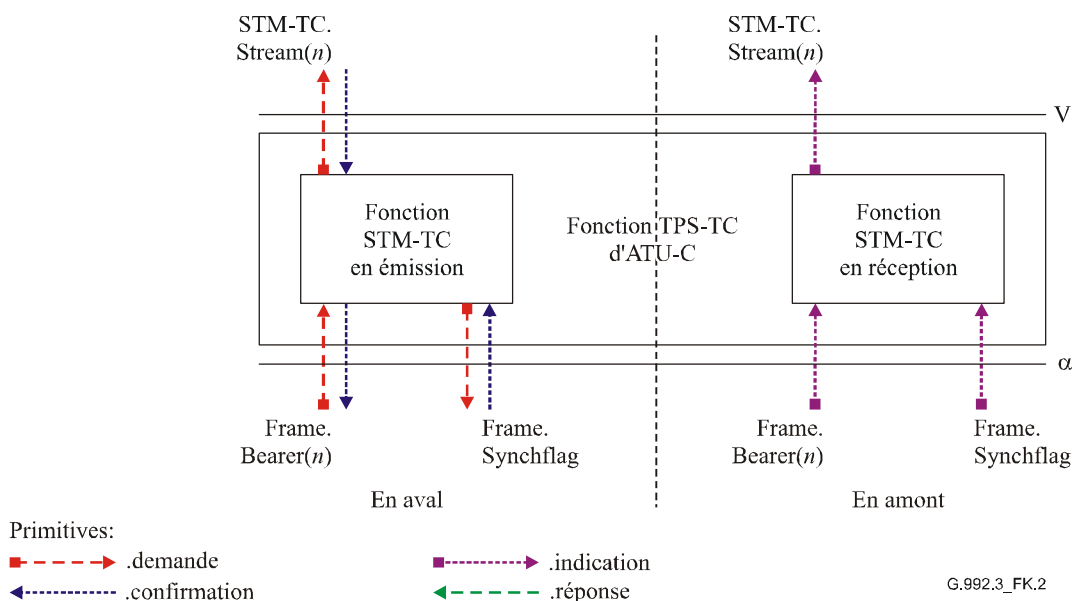 STM-TC.
Stream(n)
STM-TC.
Stream(n)
V
Fonction
STM-TC
en émission
Fonction TPS-TC
d'ATU-C
Fonction
STM-TC
en réception
α
Frame.
Bearer(n)
Frame.
Synchflag
Frame.
Bearer(n)
Frame.
Synchflag
En aval
En amont
Primitives:
.demande
.indication
.confirmation
.réponse
G.992.3_FK.2